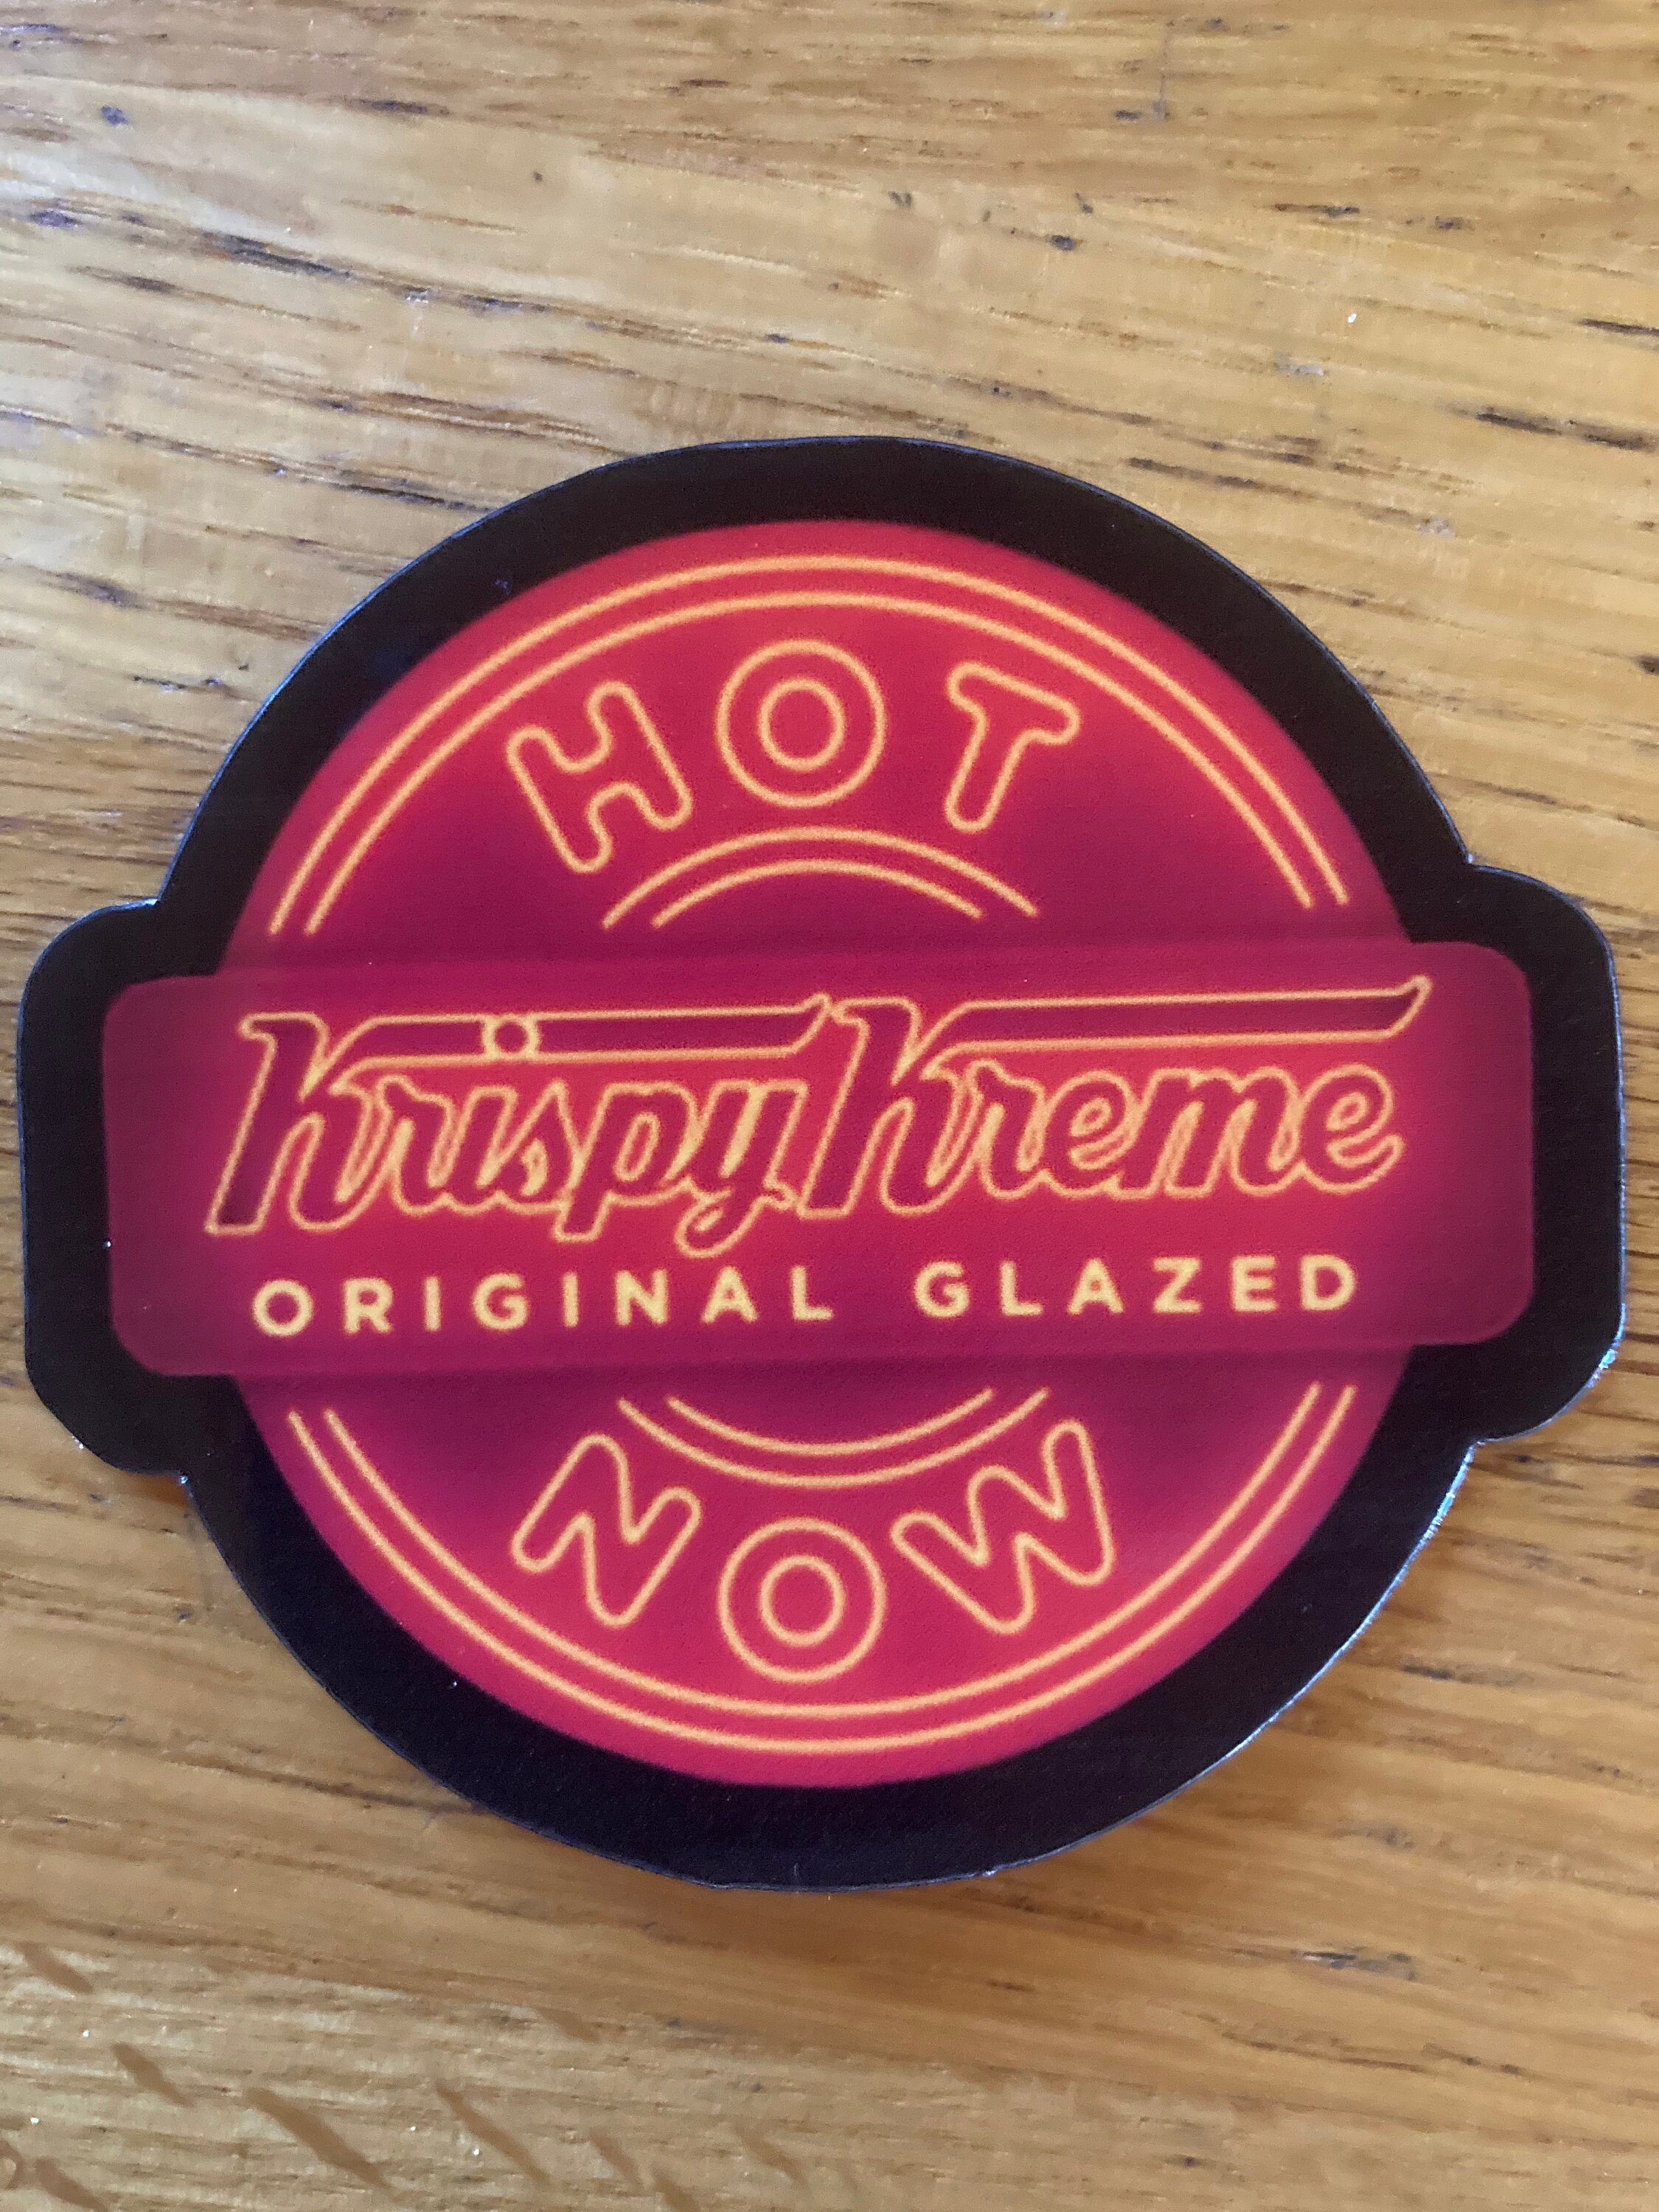 HOT
Krispy Kreme
ORIGINAL GLAZED
NOW